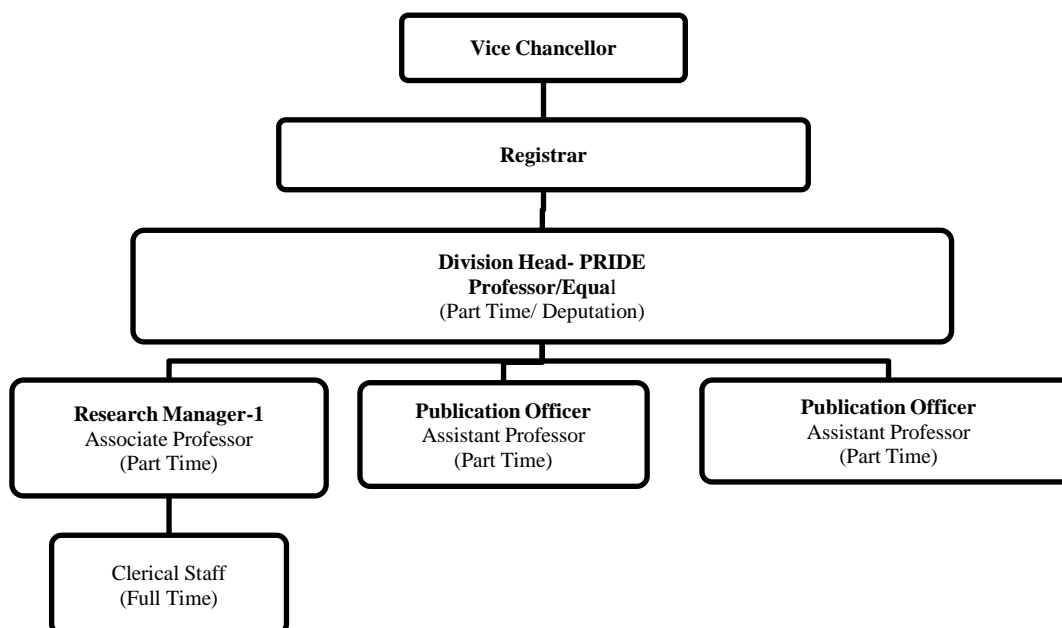 Vice Chancellor
Registrar
Division Head- PRIDE
Professor/Equal
(Part Time/ Deputation)
Research Manager-1
Associate Professor
(Part Time)
Publication Officer
Assistant Professor
(Part Time)
Publication Officer
Assistant Professor
(Part Time)
Clerical Staff
(Full Time)